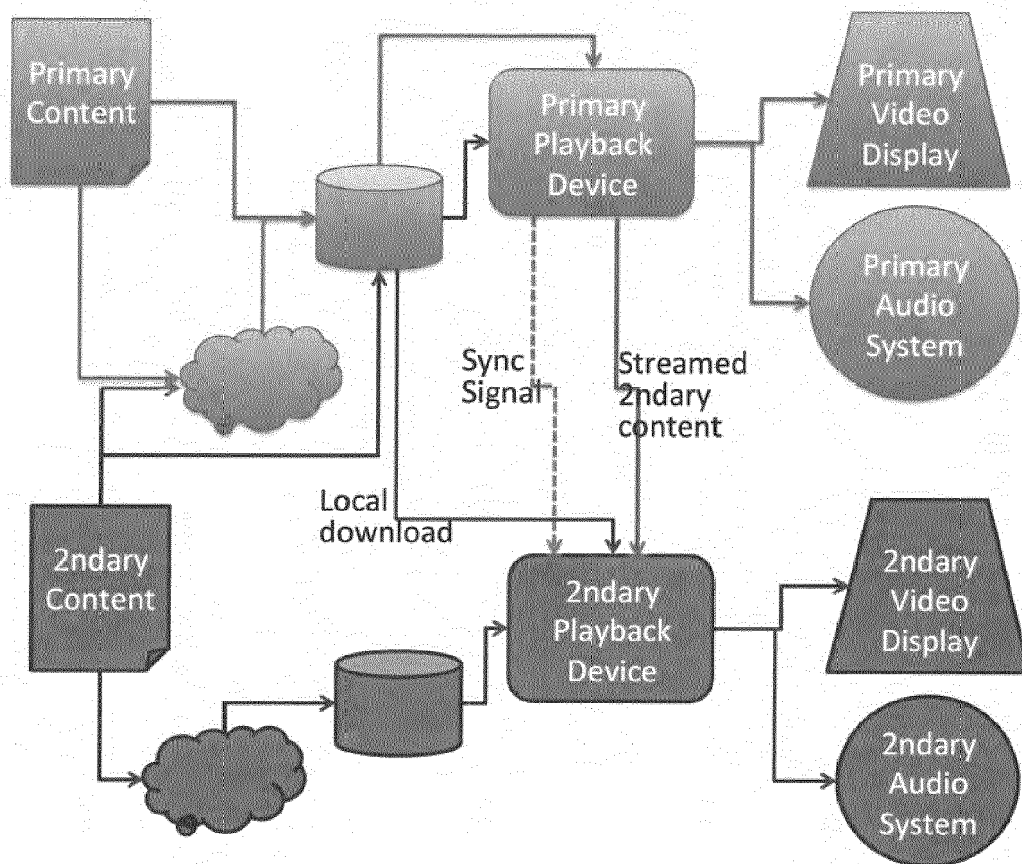 Primary
Content
Primary
Playback
Device
Primary
Video
Display
Primary
Audio
System
Sync
Signal
Streamed
2ndary
content
Local
download
2ndary
Content
2ndary
Playback
Device
2ndary
Video
Display
2ndary
Audio
System